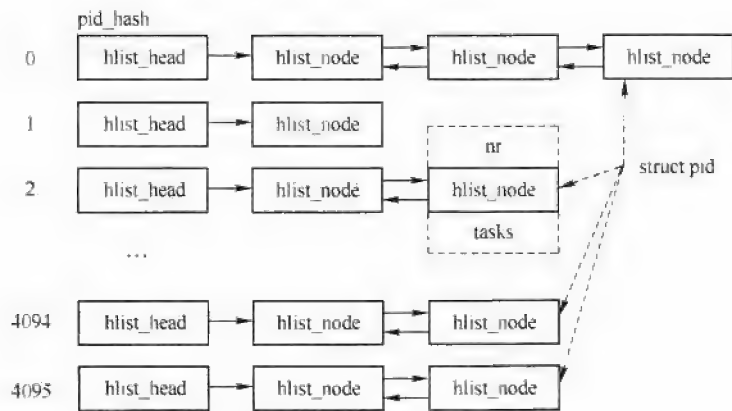 pid_hash
0 hlist_head hlist_node hlist_node hlist_node
1 hlist_head hlist_node
nr
2 hlist_head hlist_node hlist_node struct pid
tasks
...
4094 hlist_head hlist_node hlist_node
4095 hlist_head hlist_node hlist_node